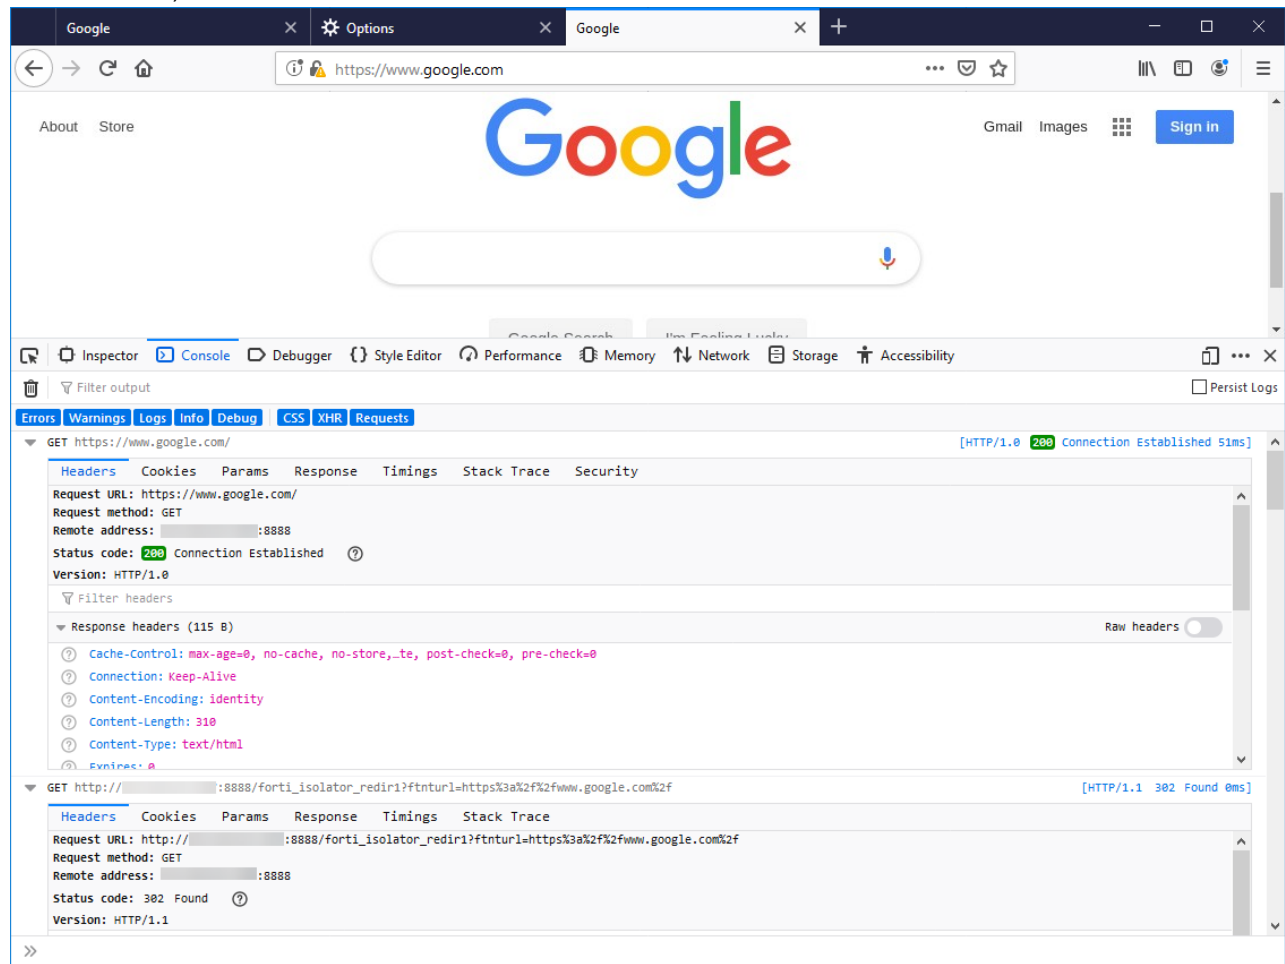 Google Options Google
https://www.google.com
About Store Google Gmail Images Sign in
Google Search I'm Feeling Lucky
Inspector Console Debugger Style Editor Performance Memory Network Storage Accessibility
Filter output Persist Logs
Errors Warnings Logs Info Debug CSS XHR Requests
GET https://www.google.com/ [HTTP/1.0 200 Connection Established 51ms]
Headers Cookies Params Response Timings Stack Trace Security
Request URL: https://www.google.com/
Request method: GET
Remote address: :8888
Status code: 200 Connection Established
Version: HTTP/1.0
Filter headers
Response headers (115 B) Raw headers
Cache-Control: max-age=0, no-cache, no-store,…te, post-check=0, pre-check=0
Connection: Keep-Alive
Content-Encoding: identity
Content-Length: 310
Content-Type: text/html
Expires: 0
GET http:// :8888/forti_isolator_redir1?ftnturl=https%3a%2f%2fwww.google.com%2f [HTTP/1.1 302 Found 0ms]
Headers Cookies Params Response Timings Stack Trace
Request URL: http:// :8888/forti_isolator_redir1?ftnturl=https%3a%2f%2fwww.google.com%2f
Request method: GET
Remote address: :8888
Status code: 302 Found
Version: HTTP/1.1